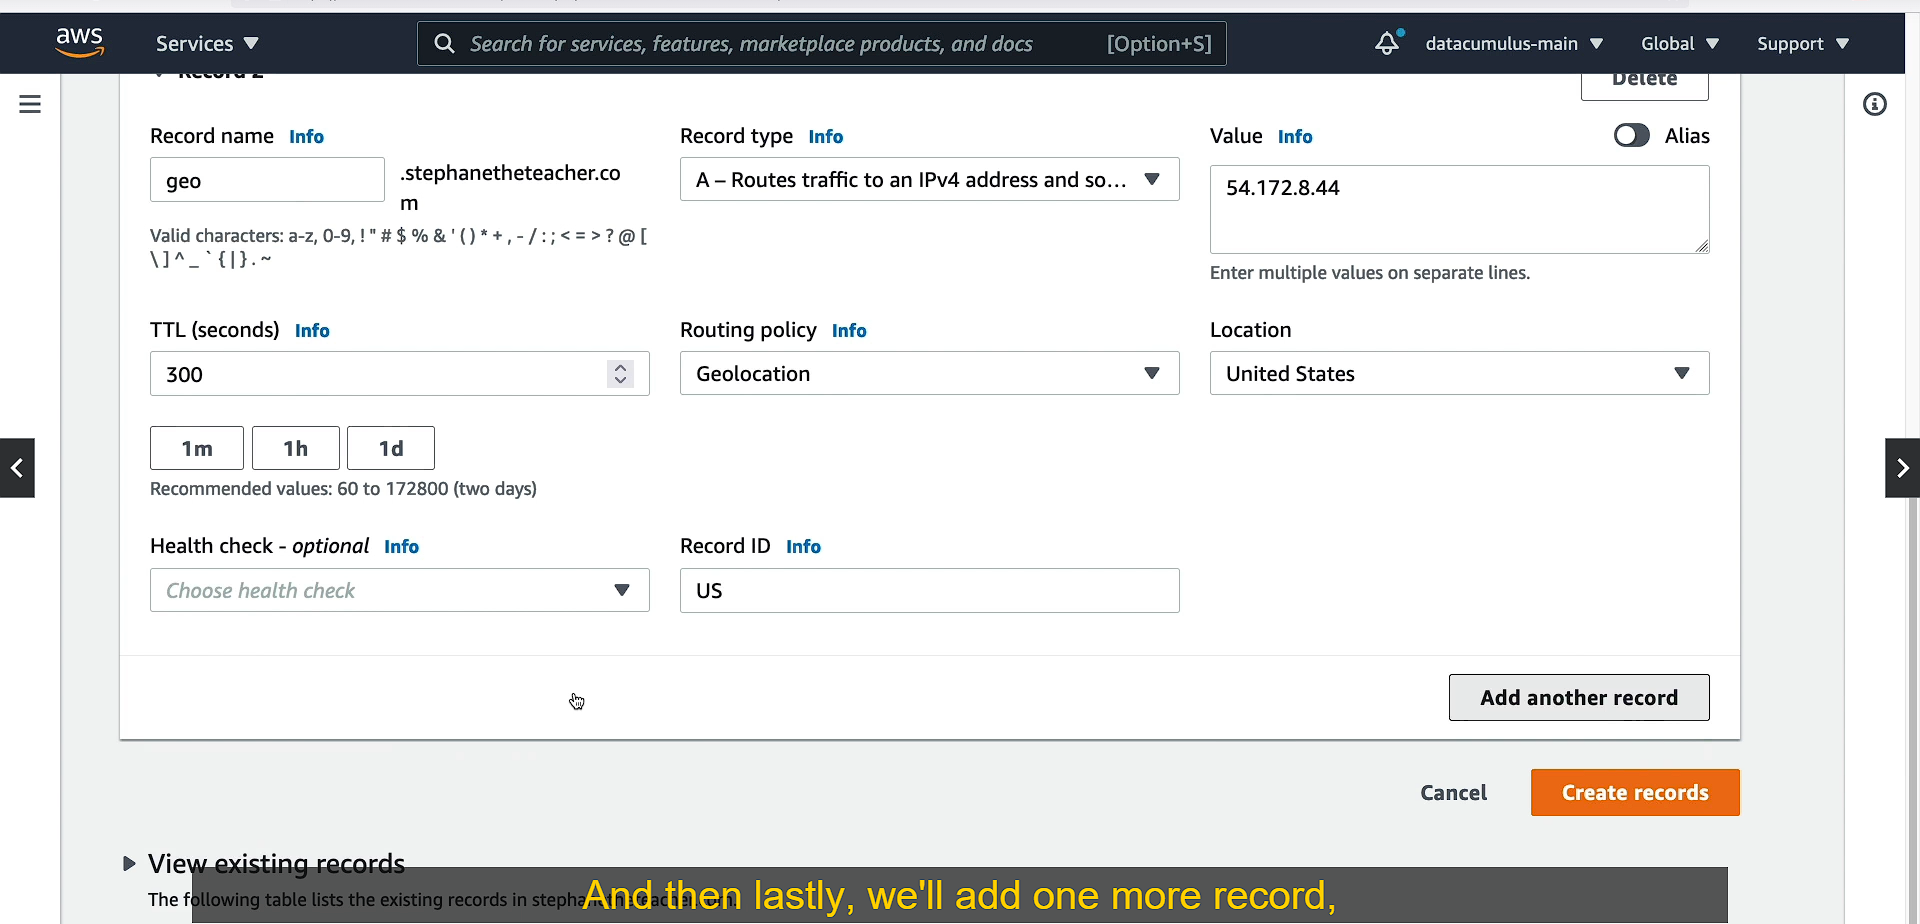 aws
Services
Search for services, features, marketplace products, and docs
[Option+S]
datacumulus-main
Global
Support
Record 2
Delete
Record name Info
geo
.stephanetheteacher.co
m
Valid characters: a-z, 0-9, ! " # $ % & ' ( ) * + , - / : ; < = > ? @ [
\ ] ^ _ ` { | } . ~
Record type Info
A – Routes traffic to an IPv4 address and so...
Value Info
Alias
54.172.8.44
Enter multiple values on separate lines.
TTL (seconds) Info
300
1m
1h
1d
Recommended values: 60 to 172800 (two days)
Routing policy Info
Geolocation
Location
United States
Health check - optional Info
Choose health check
Record ID Info
US
Add another record
Cancel
Create records
View existing records
The following table lists the existing records in
And then lastly, we'll add one more record,